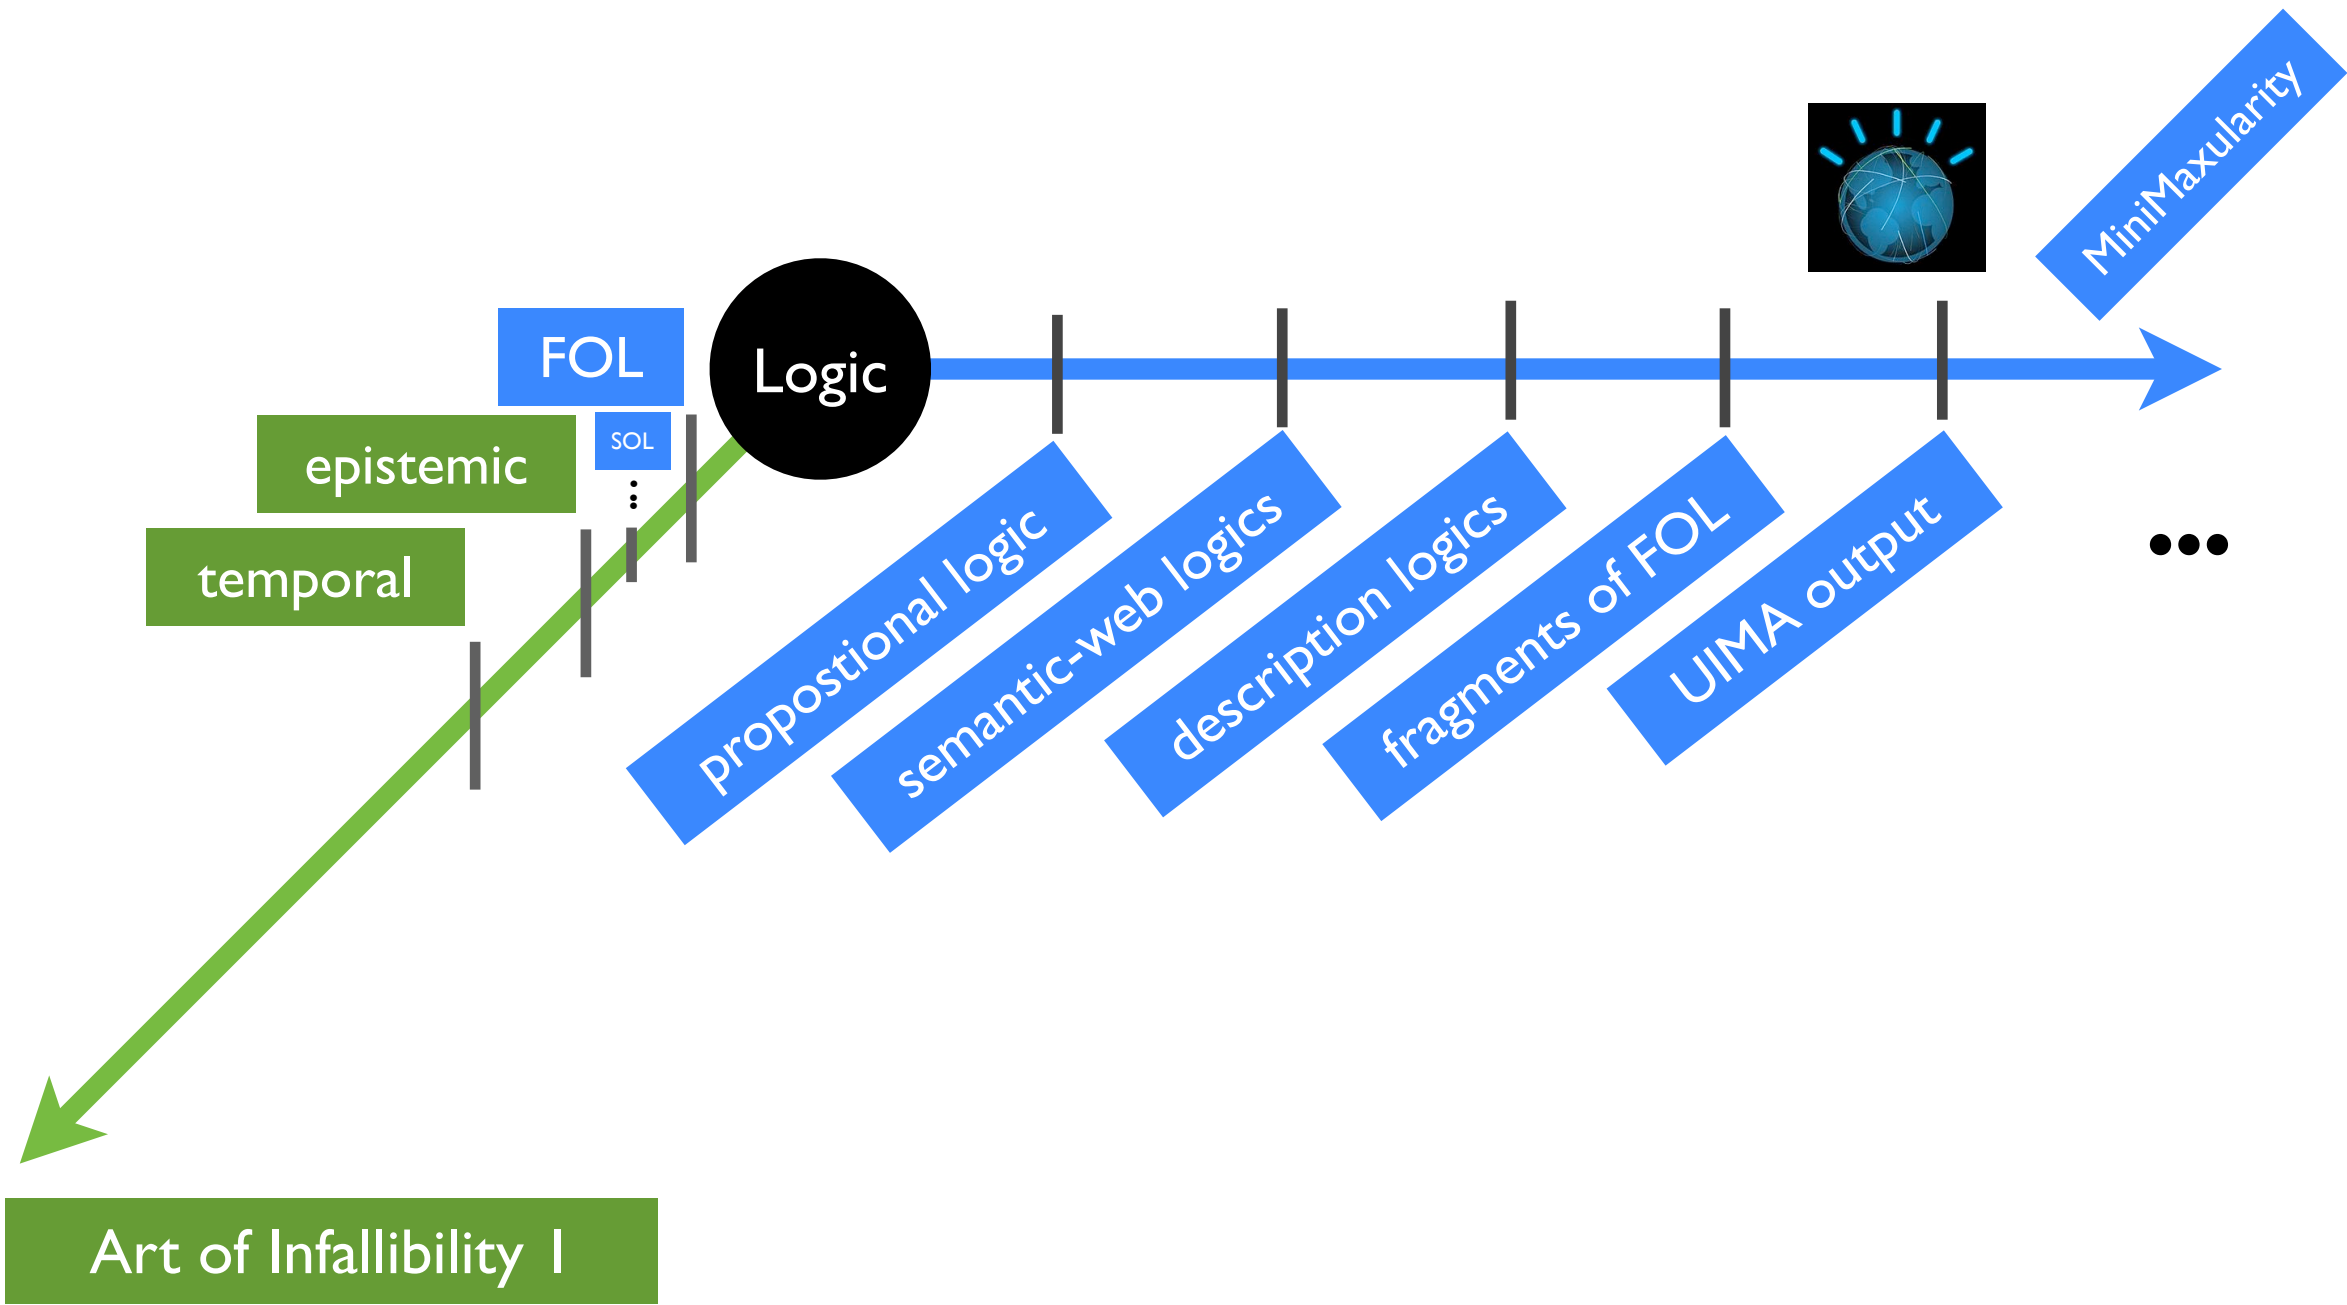 MiniMaxularity
Logic
FOL
SOL
epistemic
temporal
propostional logic
semantic-web logics
description logics
fragments of FOL
UIMA output
Art of Infallibility 1